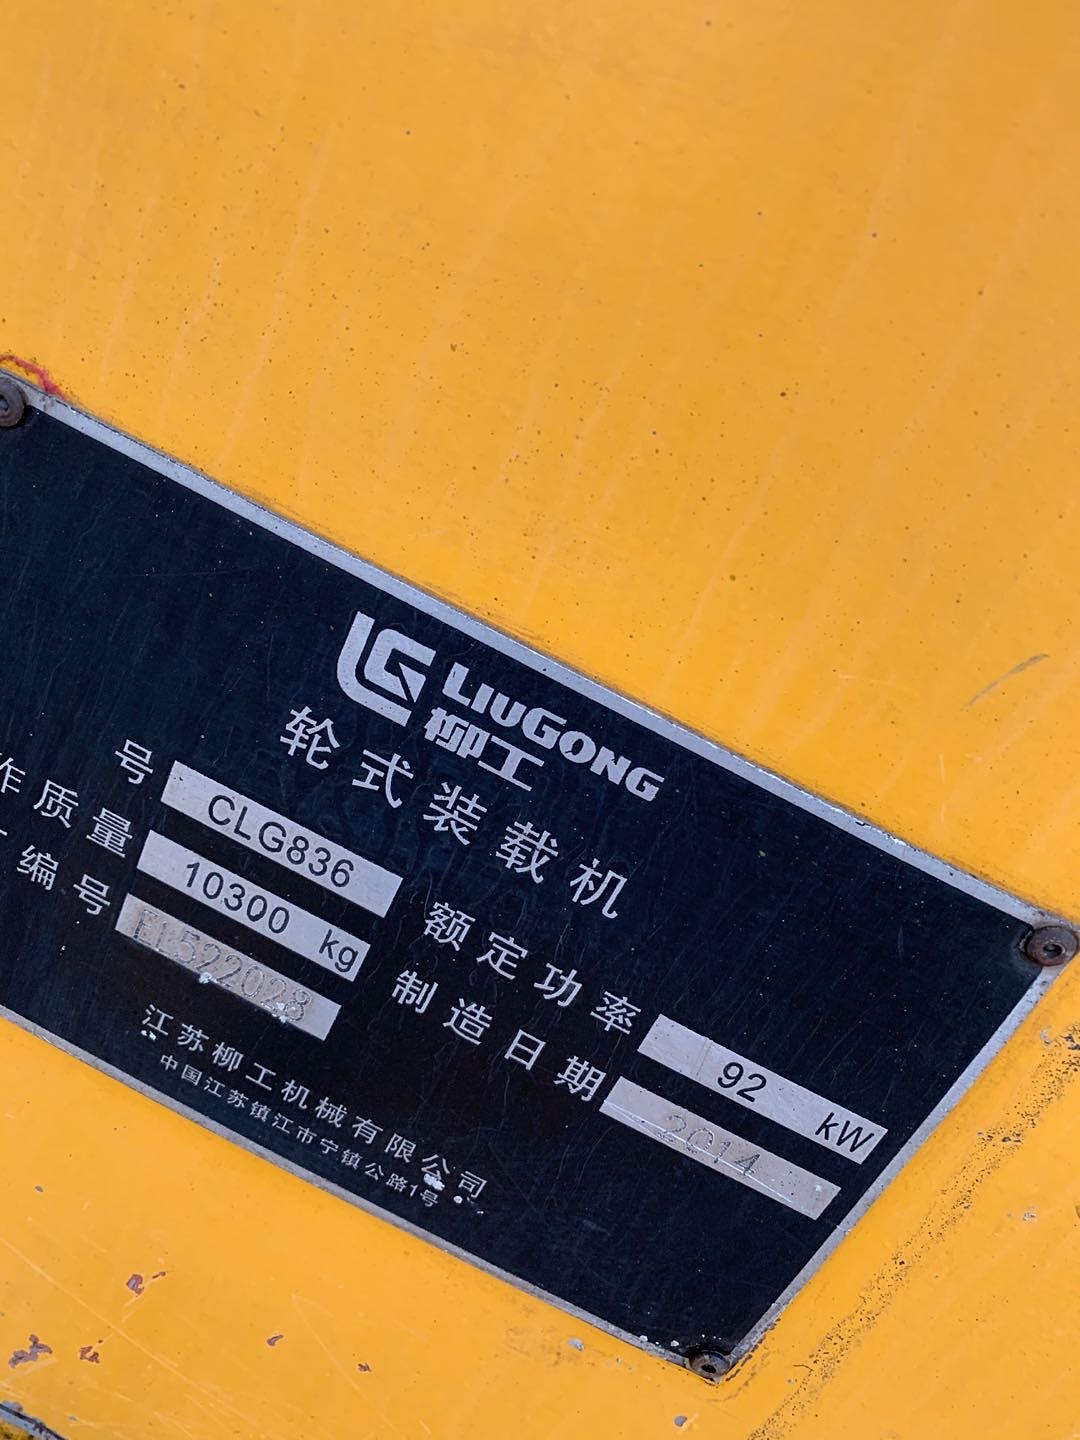 LG LIUGONG
柳工
轮式装载机
号 CLG836
作质量 10300 kg
编号 EL522028
额定功率 92 kW
制造日期 2014
江苏柳工机械有限公司
中国江苏镇江市宁镇公路1号